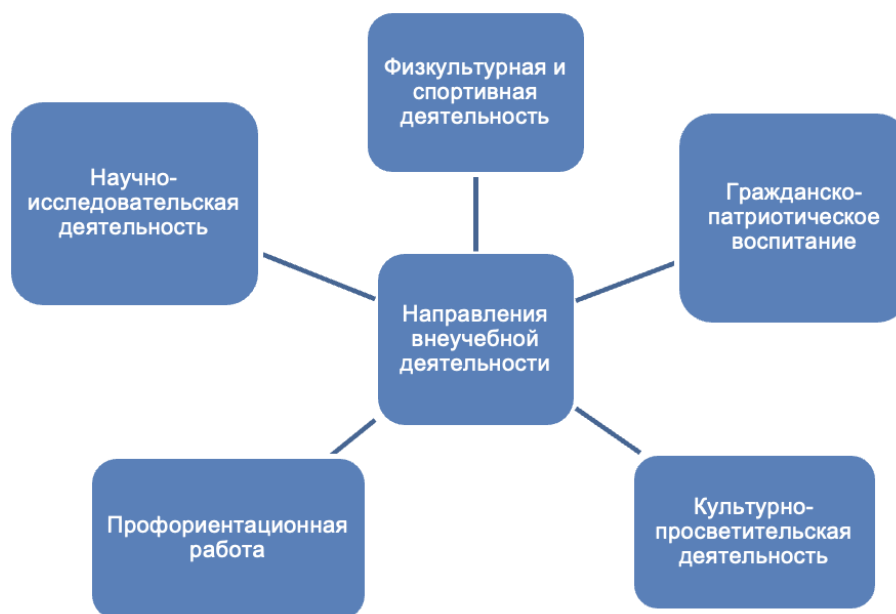 Физкультурная и
спортивная
деятельность
Научно-
исследовательская
деятельность
Гражданско-
патриотическое
воспитание
Направления
внеучебной
деятельности
Профориентационная
работа
Культурно-
просветительская
деятельность